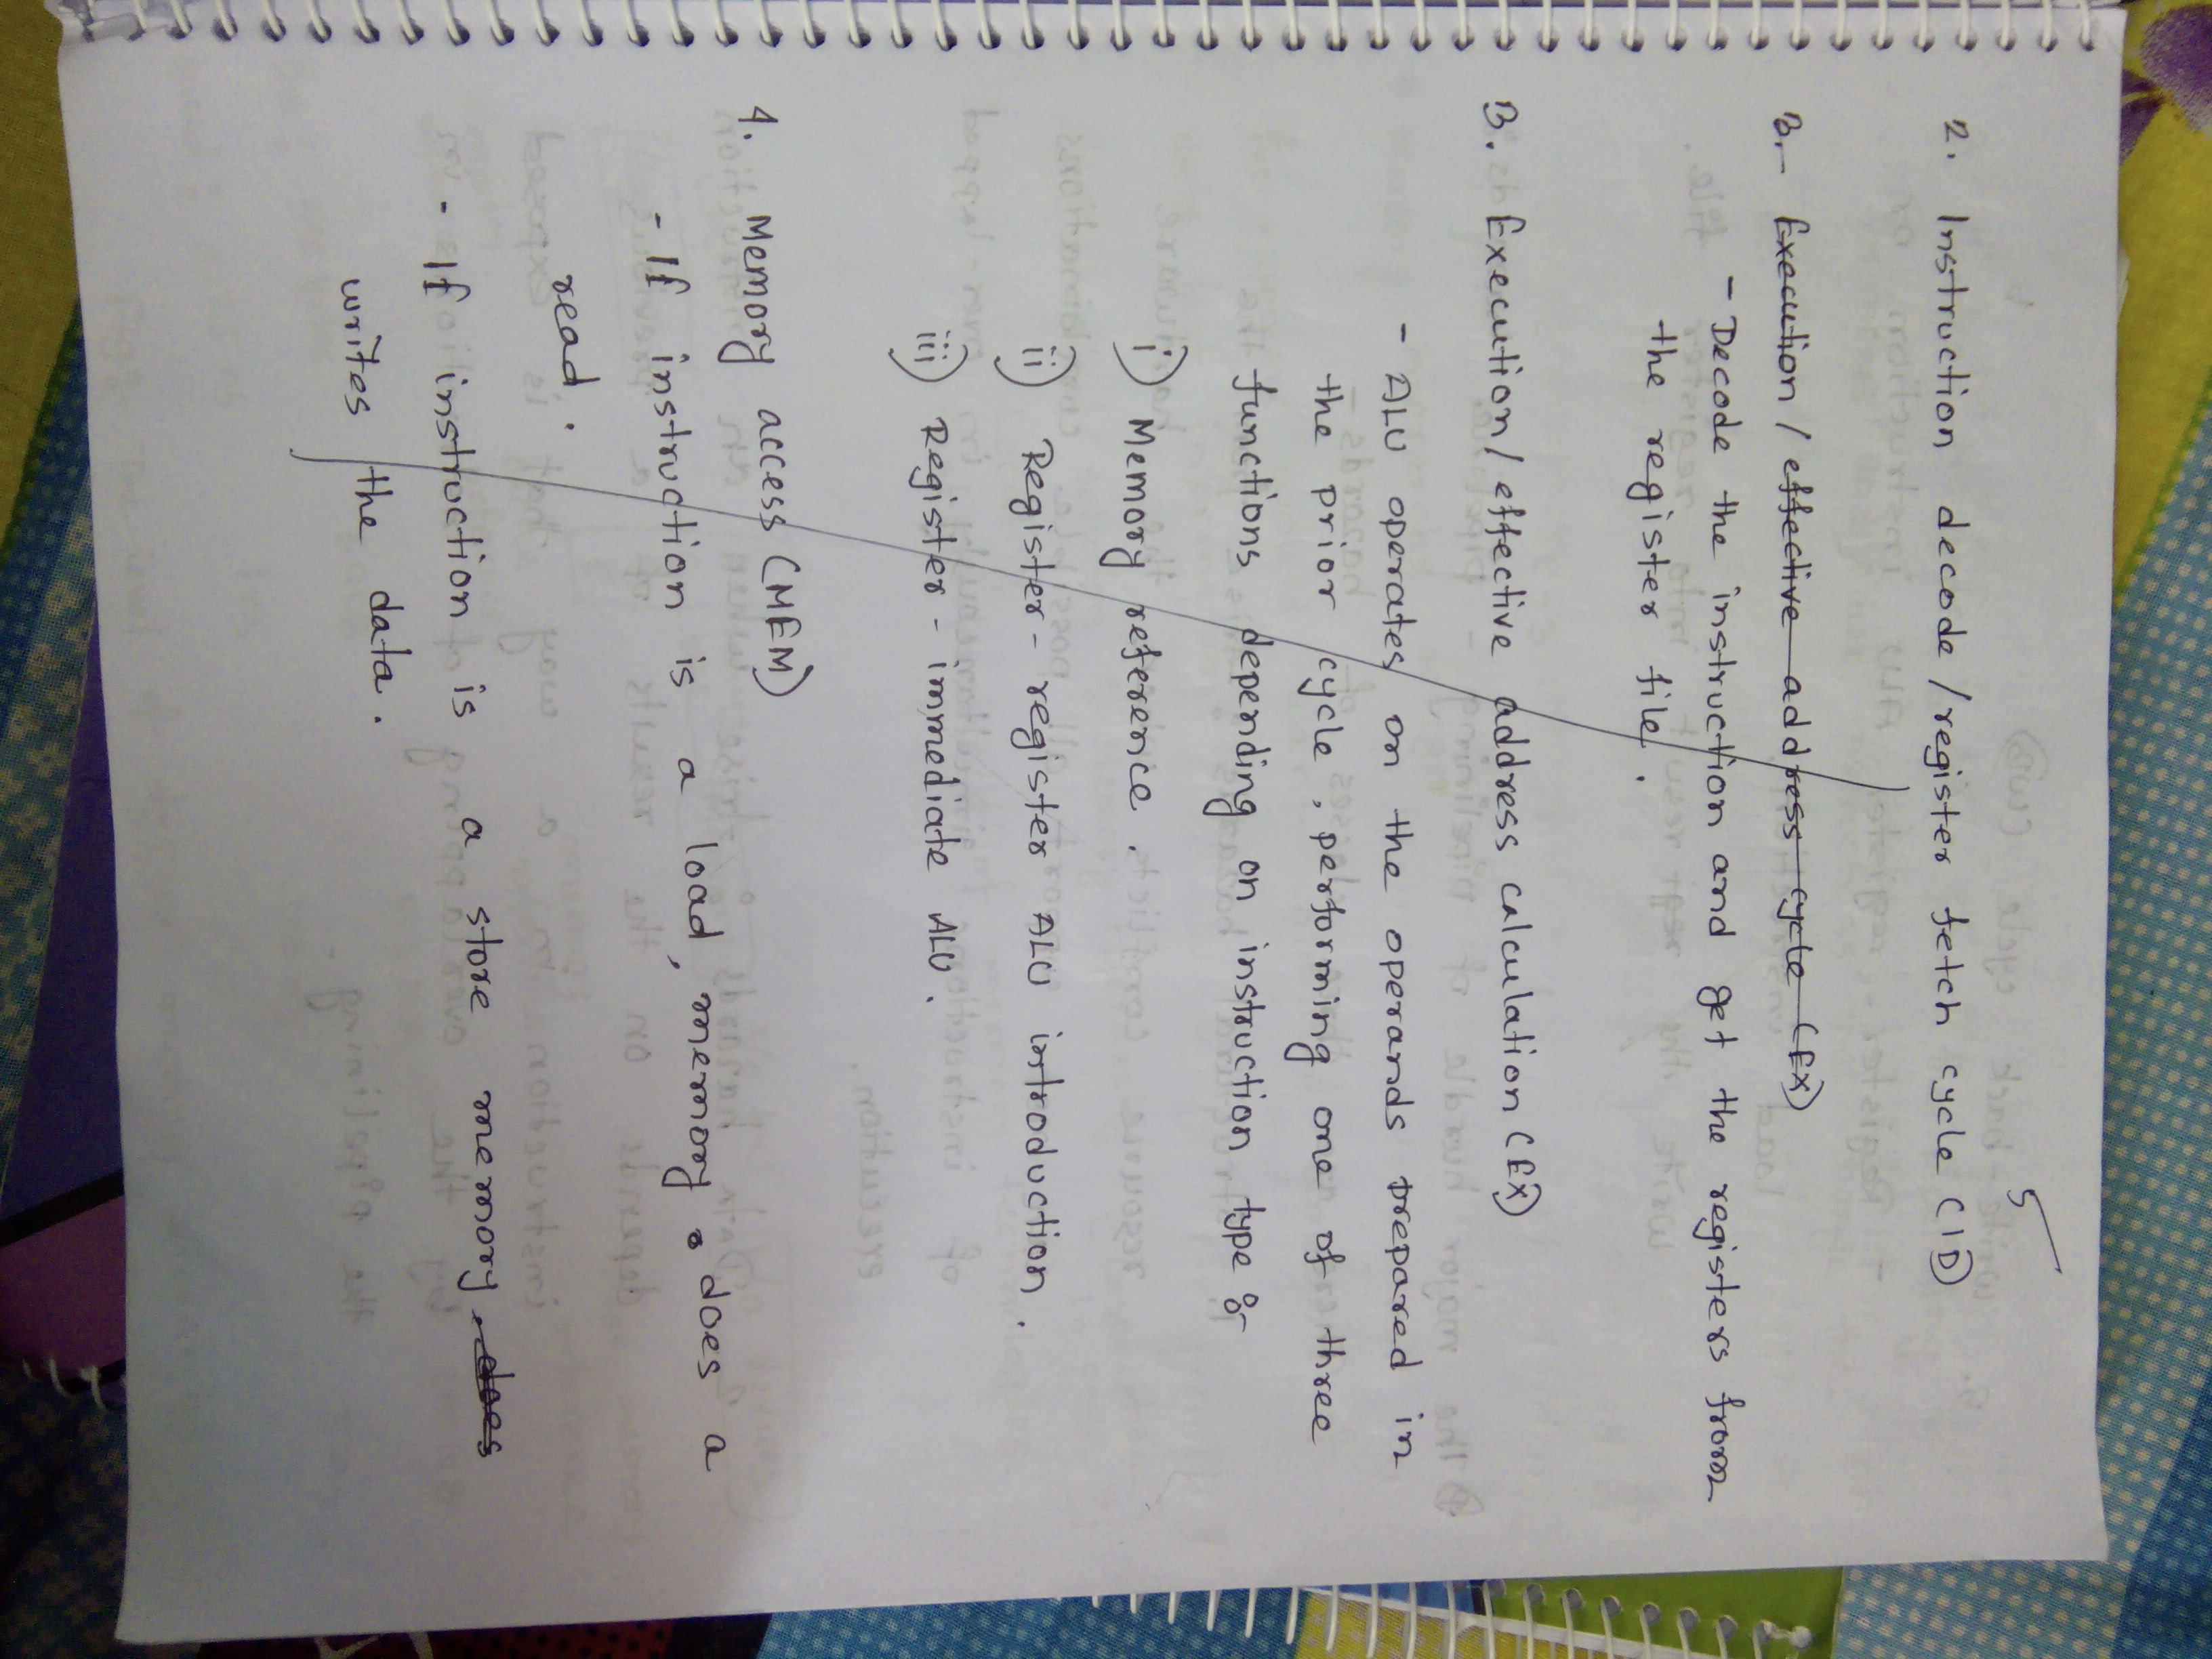 5
2. Instruction decode / register fetch cycle (ID)
3. Execution / effective address cycle (EX)
- Decode the instruction and get the registers from
the register file.
3. Execution / effective address calculation (EX)
- ALU operates on the operands prepared in
the prior cycle, performing one of three
functions depending on instruction type :-
i) Memory reference.
ii) Register - register ALU introduction.
iii) Register - immediate ALU.
4. Memory access (MEM)
- If instruction is a load, memory does a
read.
- If instruction is a store memory does
writes the data.